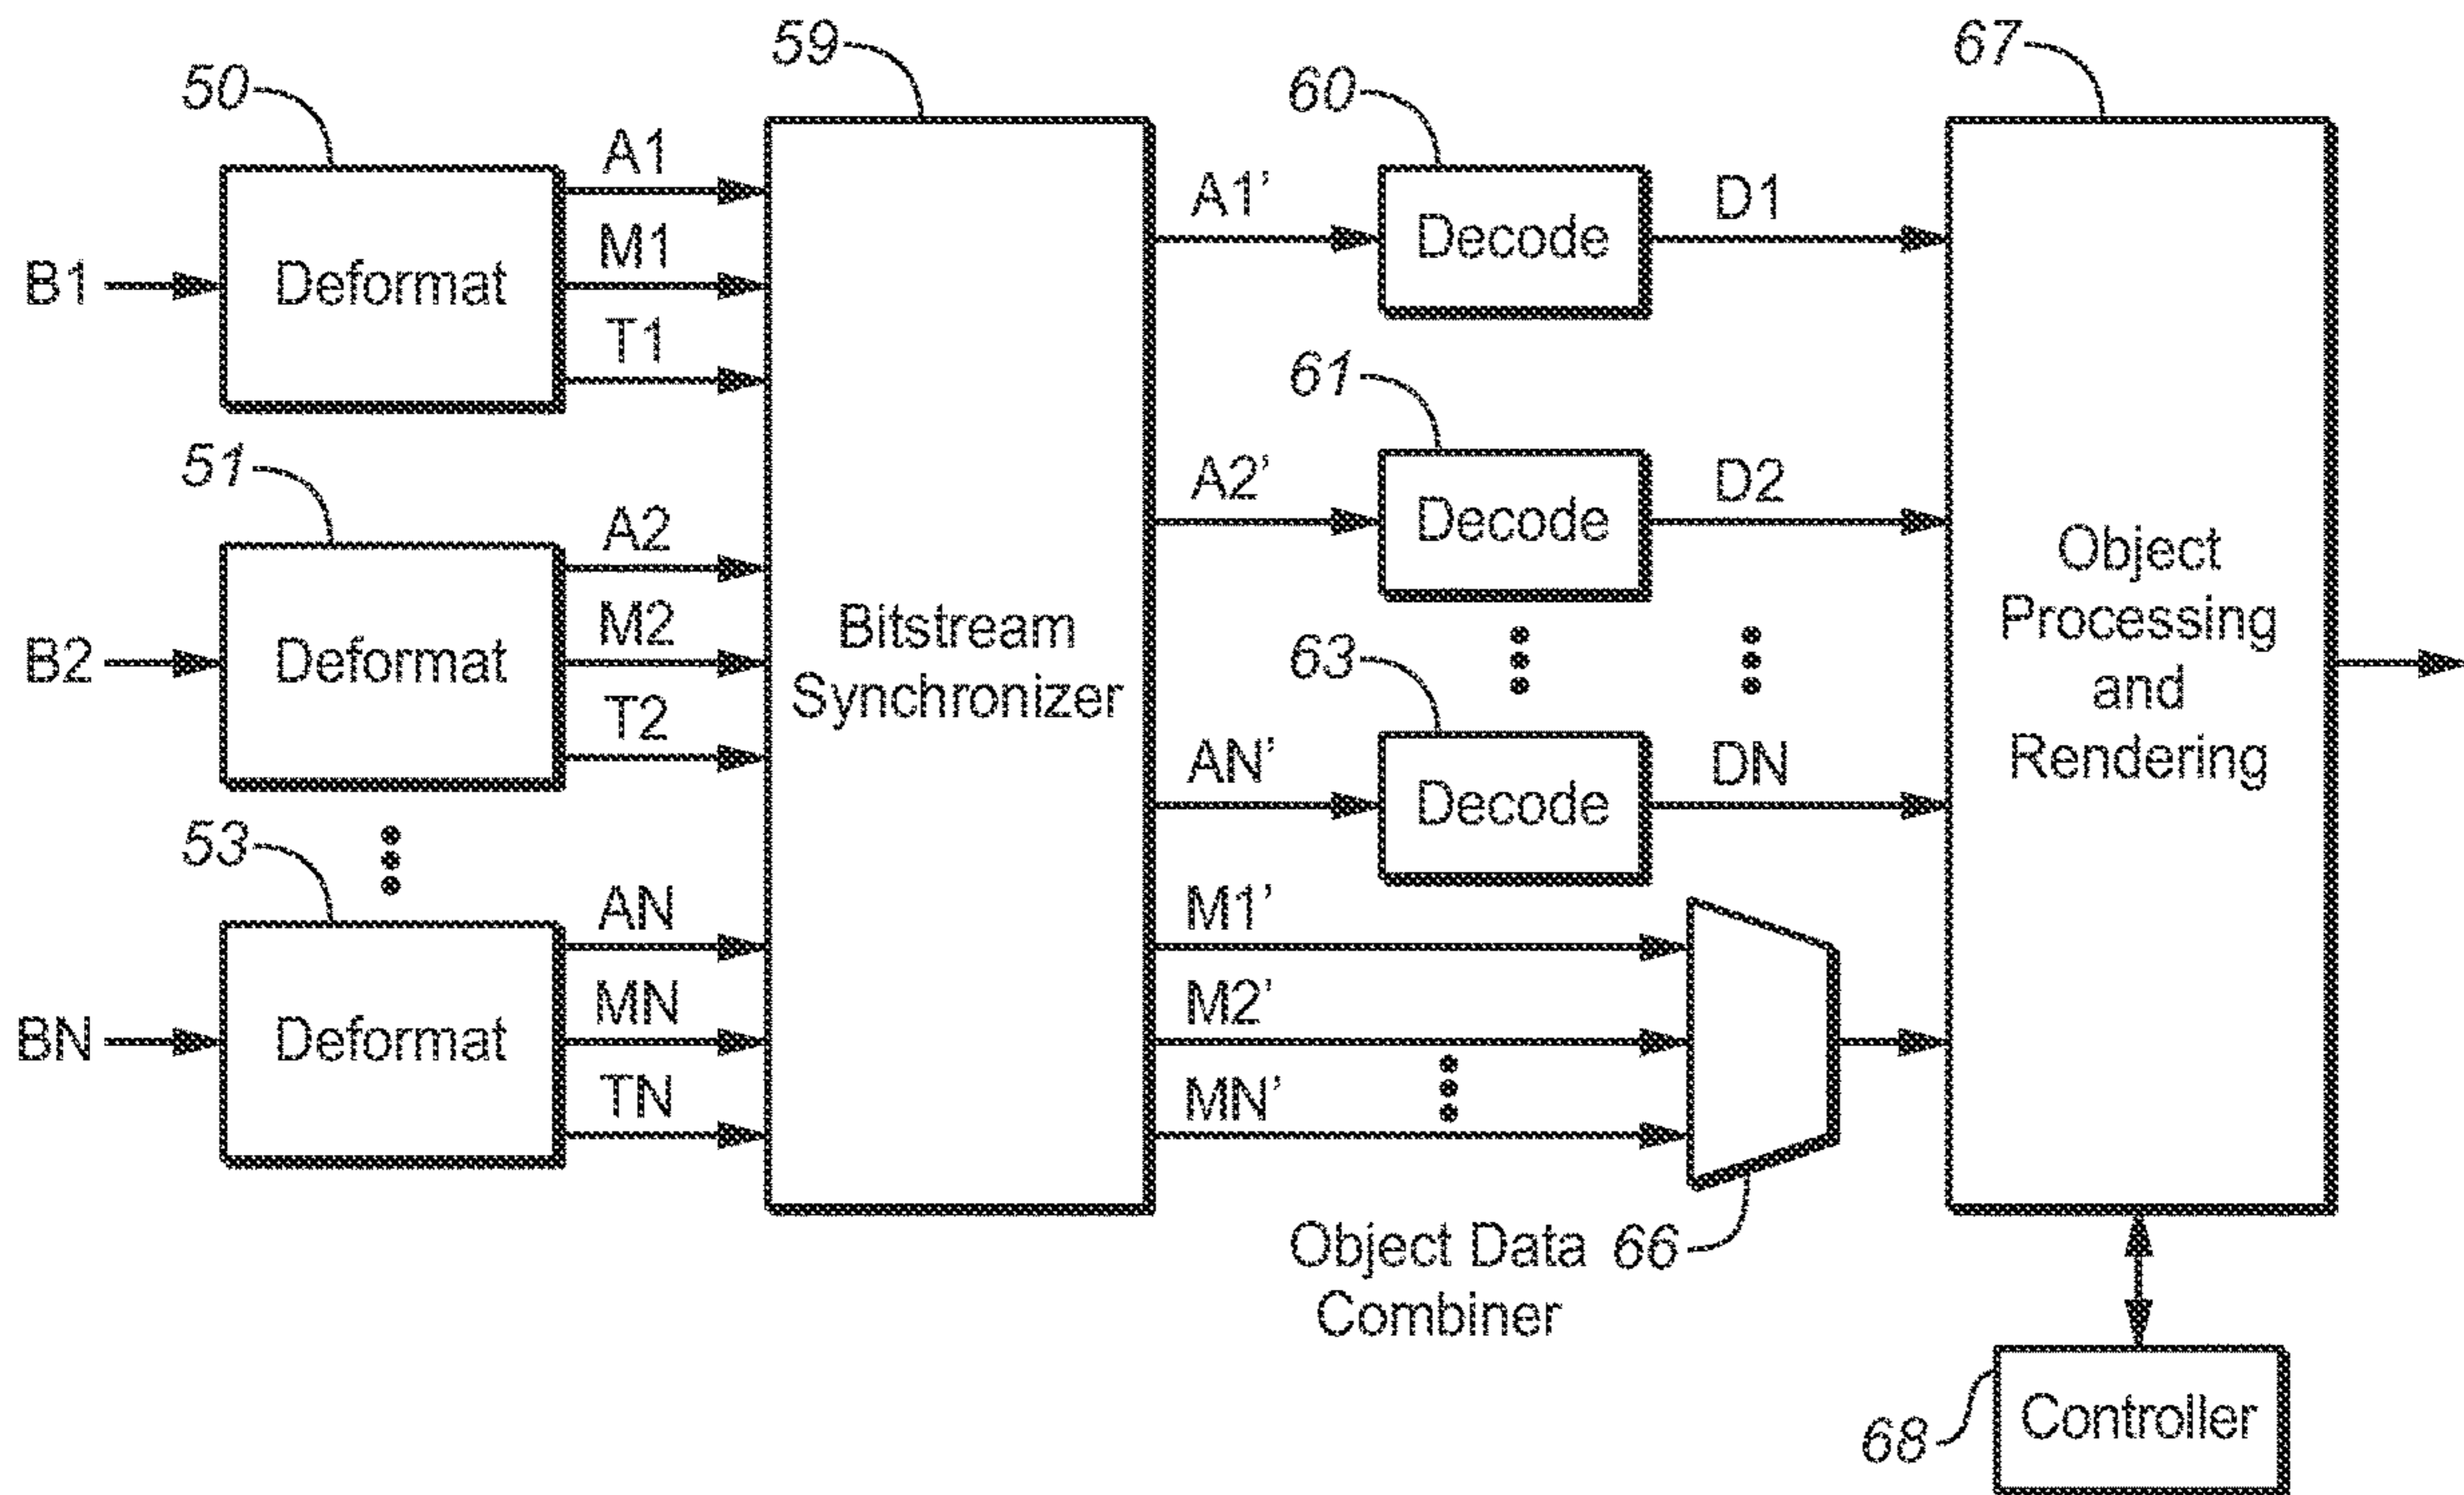 59
67
50
60
A1
A1'
D1
Decode
M1
B1
Deformat
T1
61
51
A2'
D2
A2
Decode
Object
Processing
and
Rendering
M2
Bitstream
Synchronizer
63
B2
Deformat
T2
AN'
DN
Decode
53
AN
M1'
MN
M2'
BN
Deformat
TN
MN'
Object Data 66
Combiner
68
Controller